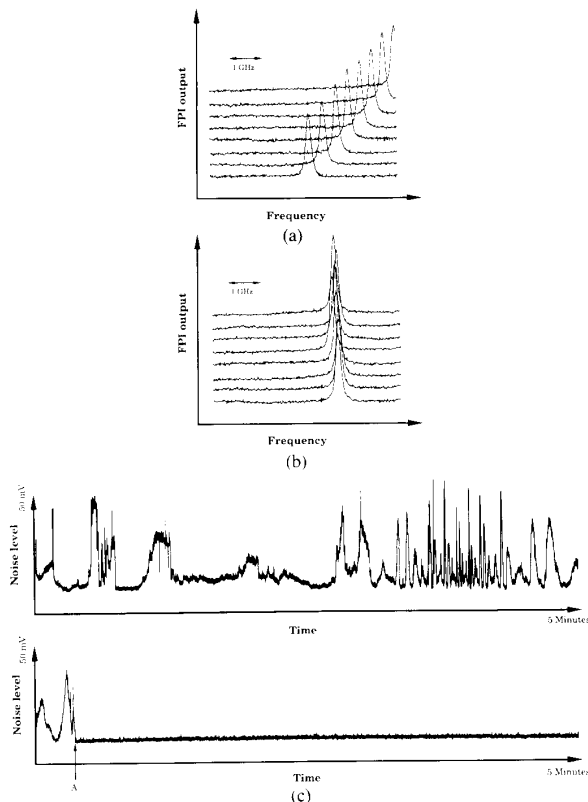 1 GHz
FPI output
Frequency
(a)
1 GHz
FPI output
Frequency
(b)
50 mV
Noise level
5 Minutes
Time
50 mV
Noise level
5 Minutes
A
Time
(c)